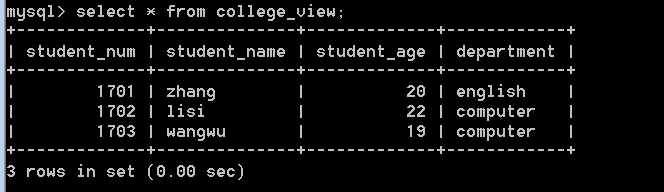 mysql> select * from college_view;
+-------------+--------------+-------------+------------+
| student_num | student_name | student_age | department |
+-------------+--------------+-------------+------------+
|        1701 | zhang        |          20 | english    |
|        1702 | lisi         |          22 | computer   |
|        1703 | wangwu       |          19 | computer   |
+-------------+--------------+-------------+------------+
3 rows in set (0.00 sec)